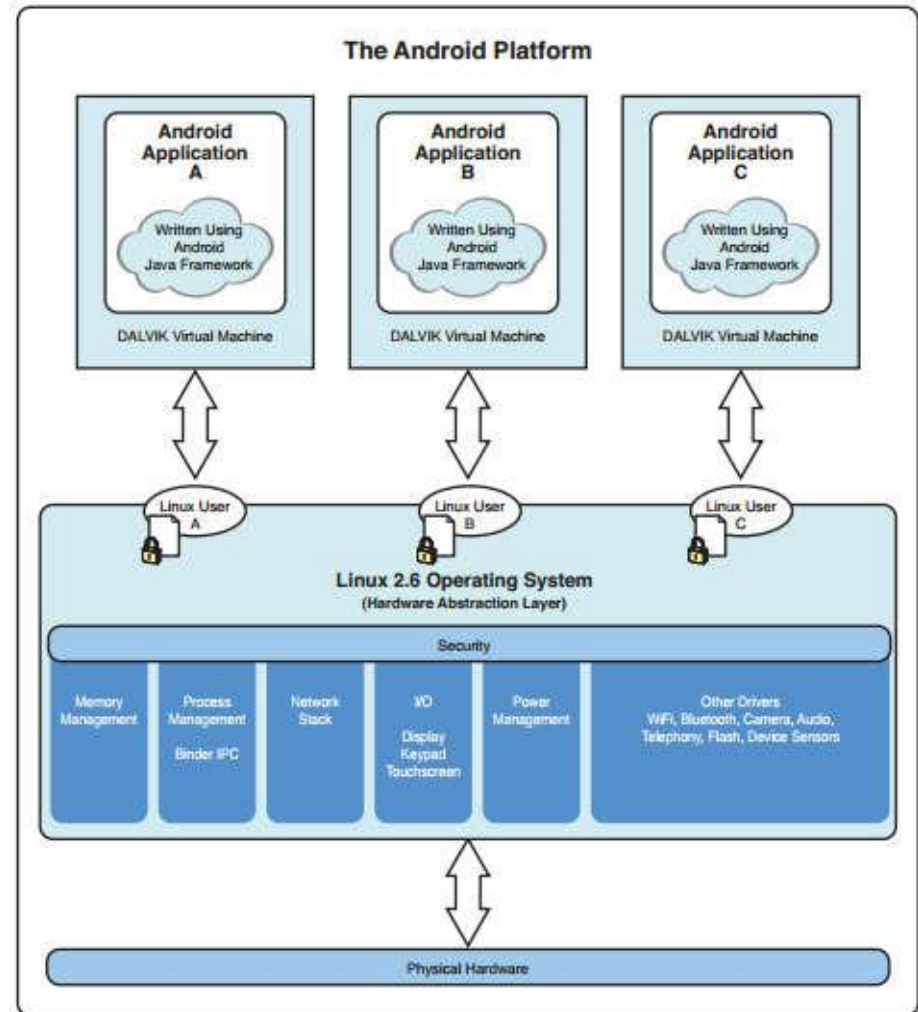 The Android Platform
Android
Application
A
Written Using
Android
Java Framework
DALVIK Virtual Machine
Android
Application
B
Written Using
Android
Java Framework
DALVIK Virtual Machine
Android
Application
C
Written Using
Android
Java Framework
DALVIK Virtual Machine
Linux User
A
Linux User
B
Linux User
C
Linux 2.6 Operating System
(Hardware Abstraction Layer)
Security
Memory
Management
Process
Management
Binder IPC
Network
Stack
I/O
Display
Keypad
Touchscreen
Power
Management
Other Drivers
WiFi, Bluetooth, Camera, Audio,
Telephony, Flash, Device Sensors
Physical Hardware